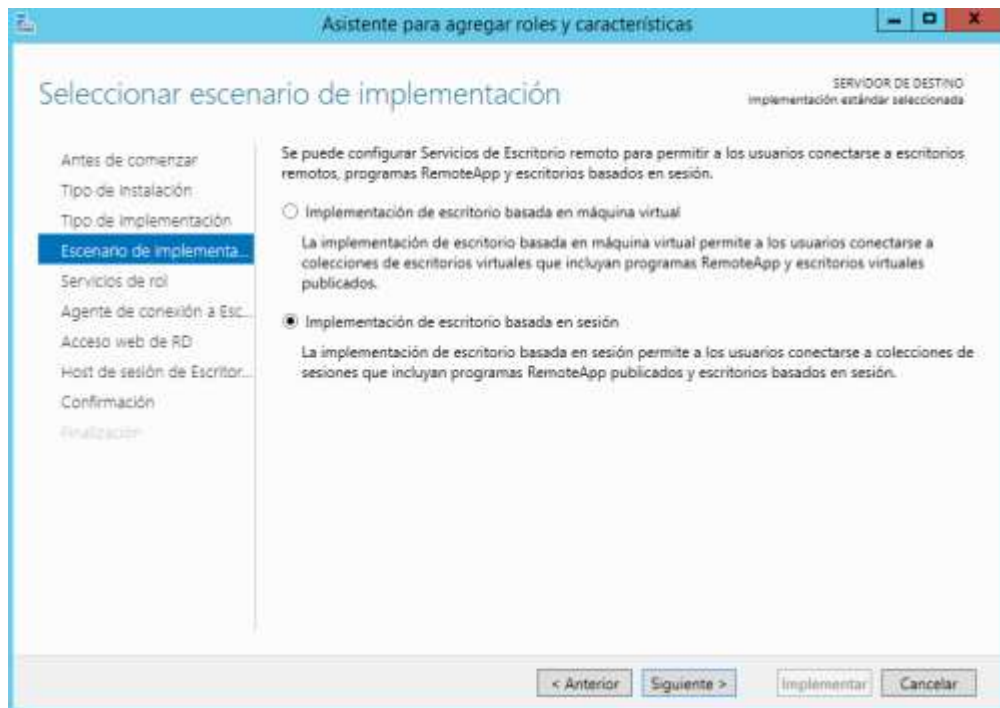 Asistente para agregar roles y características
Seleccionar escenario de implementación
SERVIDOR DE DESTINO
Implementación estándar seleccionada
Antes de comenzar
Tipo de Instalación
Tipo de implementación
Escenario de implementa...
Servicios de rol
Agente de conexión a Esc...
Acceso web de RD
Host de sesión de Escritor...
Confirmación
Finalización
Se puede configurar Servicios de Escritorio remoto para permitir a los usuarios conectarse a escritorios
remotos, programas RemoteApp y escritorios basados en sesión.
Implementación de escritorio basada en máquina virtual
La implementación de escritorio basada en máquina virtual permite a los usuarios conectarse a
colecciones de escritorios virtuales que incluyan programas RemoteApp y escritorios virtuales
publicados.
Implementación de escritorio basada en sesión
La implementación de escritorio basada en sesión permite a los usuarios conectarse a colecciones de
sesiones que incluyan programas RemoteApp publicados y escritorios basados en sesión.
< Anterior
Siguiente >
Implementar
Cancelar